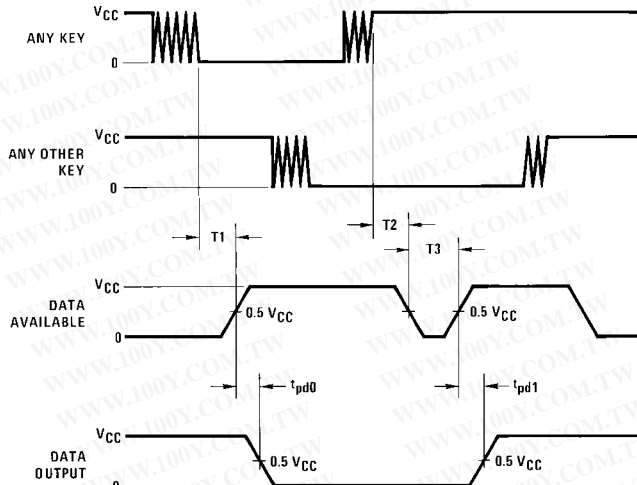 VCC
ANY KEY
0
VCC
ANY OTHER
KEY
0
T1
T2
T3
VCC
DATA
AVAILABLE
0.5 VCC
0.5 VCC
0
tpd0
tpd1
VCC
DATA
OUTPUT
0.5 VCC
0.5 VCC
0
WWW.100Y.COM.TW